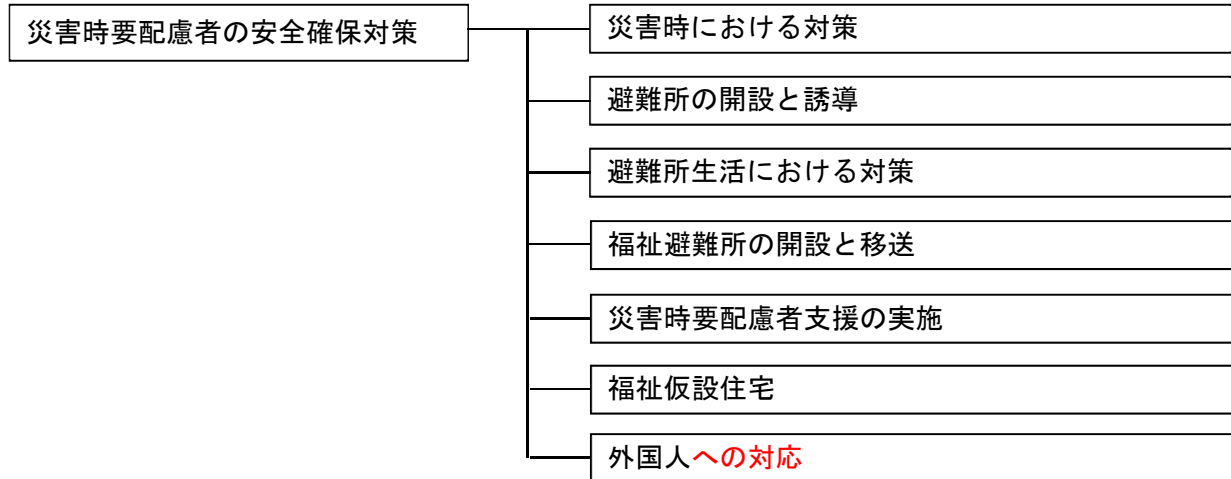 災害時要配慮者の安全確保対策
災害時における対策
避難所の開設と誘導
避難所生活における対策
福祉避難所の開設と移送
災害時要配慮者支援の実施
福祉仮設住宅
外国人への対応